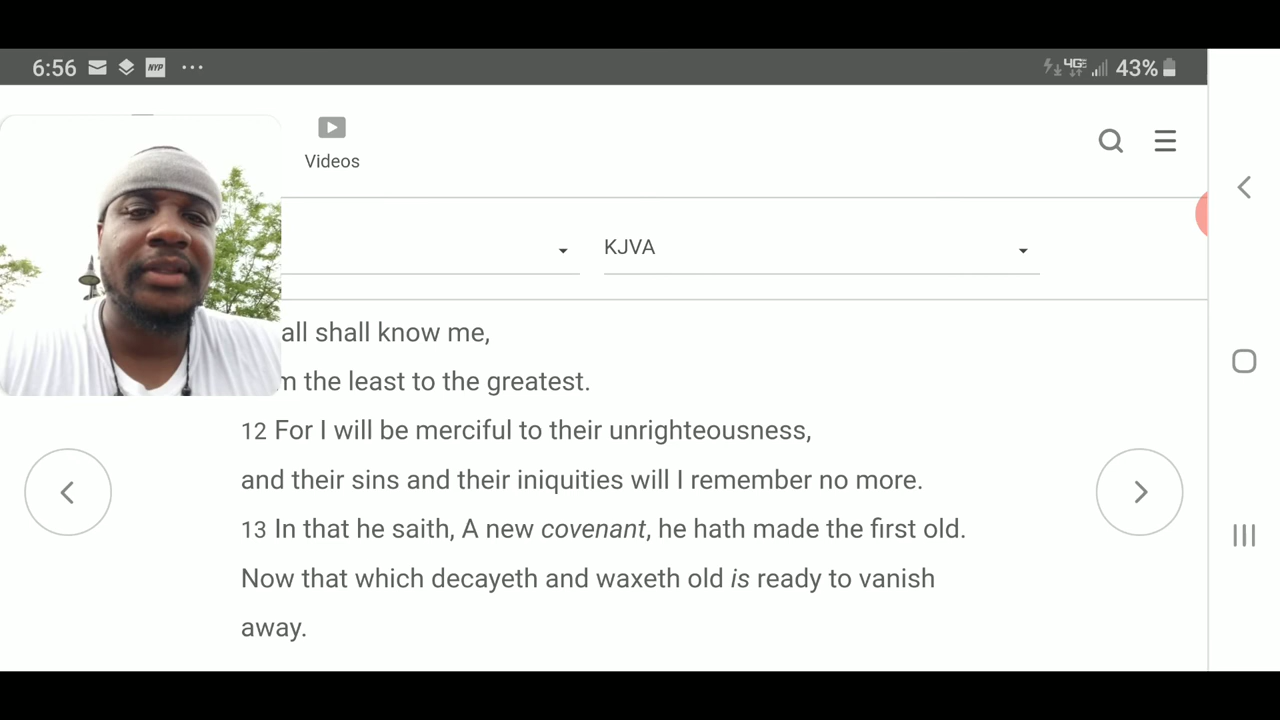 6:56 NYP ... 4GE 43%
Videos
KJVA
all shall know me,
m the least to the greatest.
12 For I will be merciful to their unrighteousness,
and their sins and their iniquities will I remember no more.
13 In that he saith, A new covenant, he hath made the first old.
Now that which decayeth and waxeth old is ready to vanish
away.